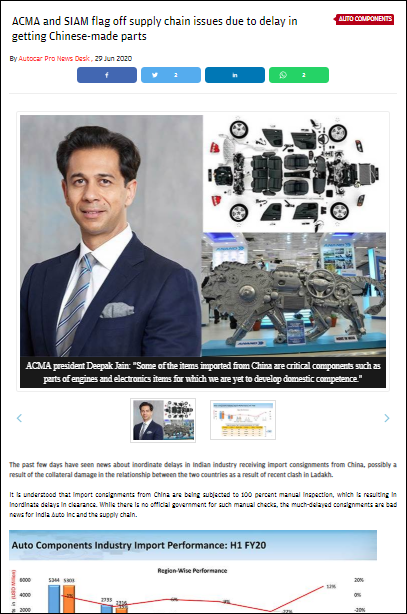 ACMA and SIAM flag off supply chain issues due to delay in
getting Chinese-made parts
AUTO COMPONENTS
By Autocar Pro News Desk , 29 Jun 2020
f
2
in
2
ACMA president Deepak Jain: "Some of the items imported from China are critical components such as
parts of engines and electronics items for which we are yet to develop domestic competence."
The past few days have seen news about inordinate delays in Indian industry receiving import consignments from China, possibly a
result of the collateral damage in the relationship between the two countries as a result of recent clash in Ladakh.
It is understood that import consignments from China are being subjected to 100 percent manual inspection, which is resulting in
inordinate delays in clearance. While there is no official government for such manual checks, the much-delayed consignments are bad
news for India Auto Inc and the supply chain.
Auto Components Industry Import Performance: H1 FY20
Region-Wise Performance
6000
5344
5303
4000
2733
2316
2000
20%
12%
10%
0%
-10%
-20%